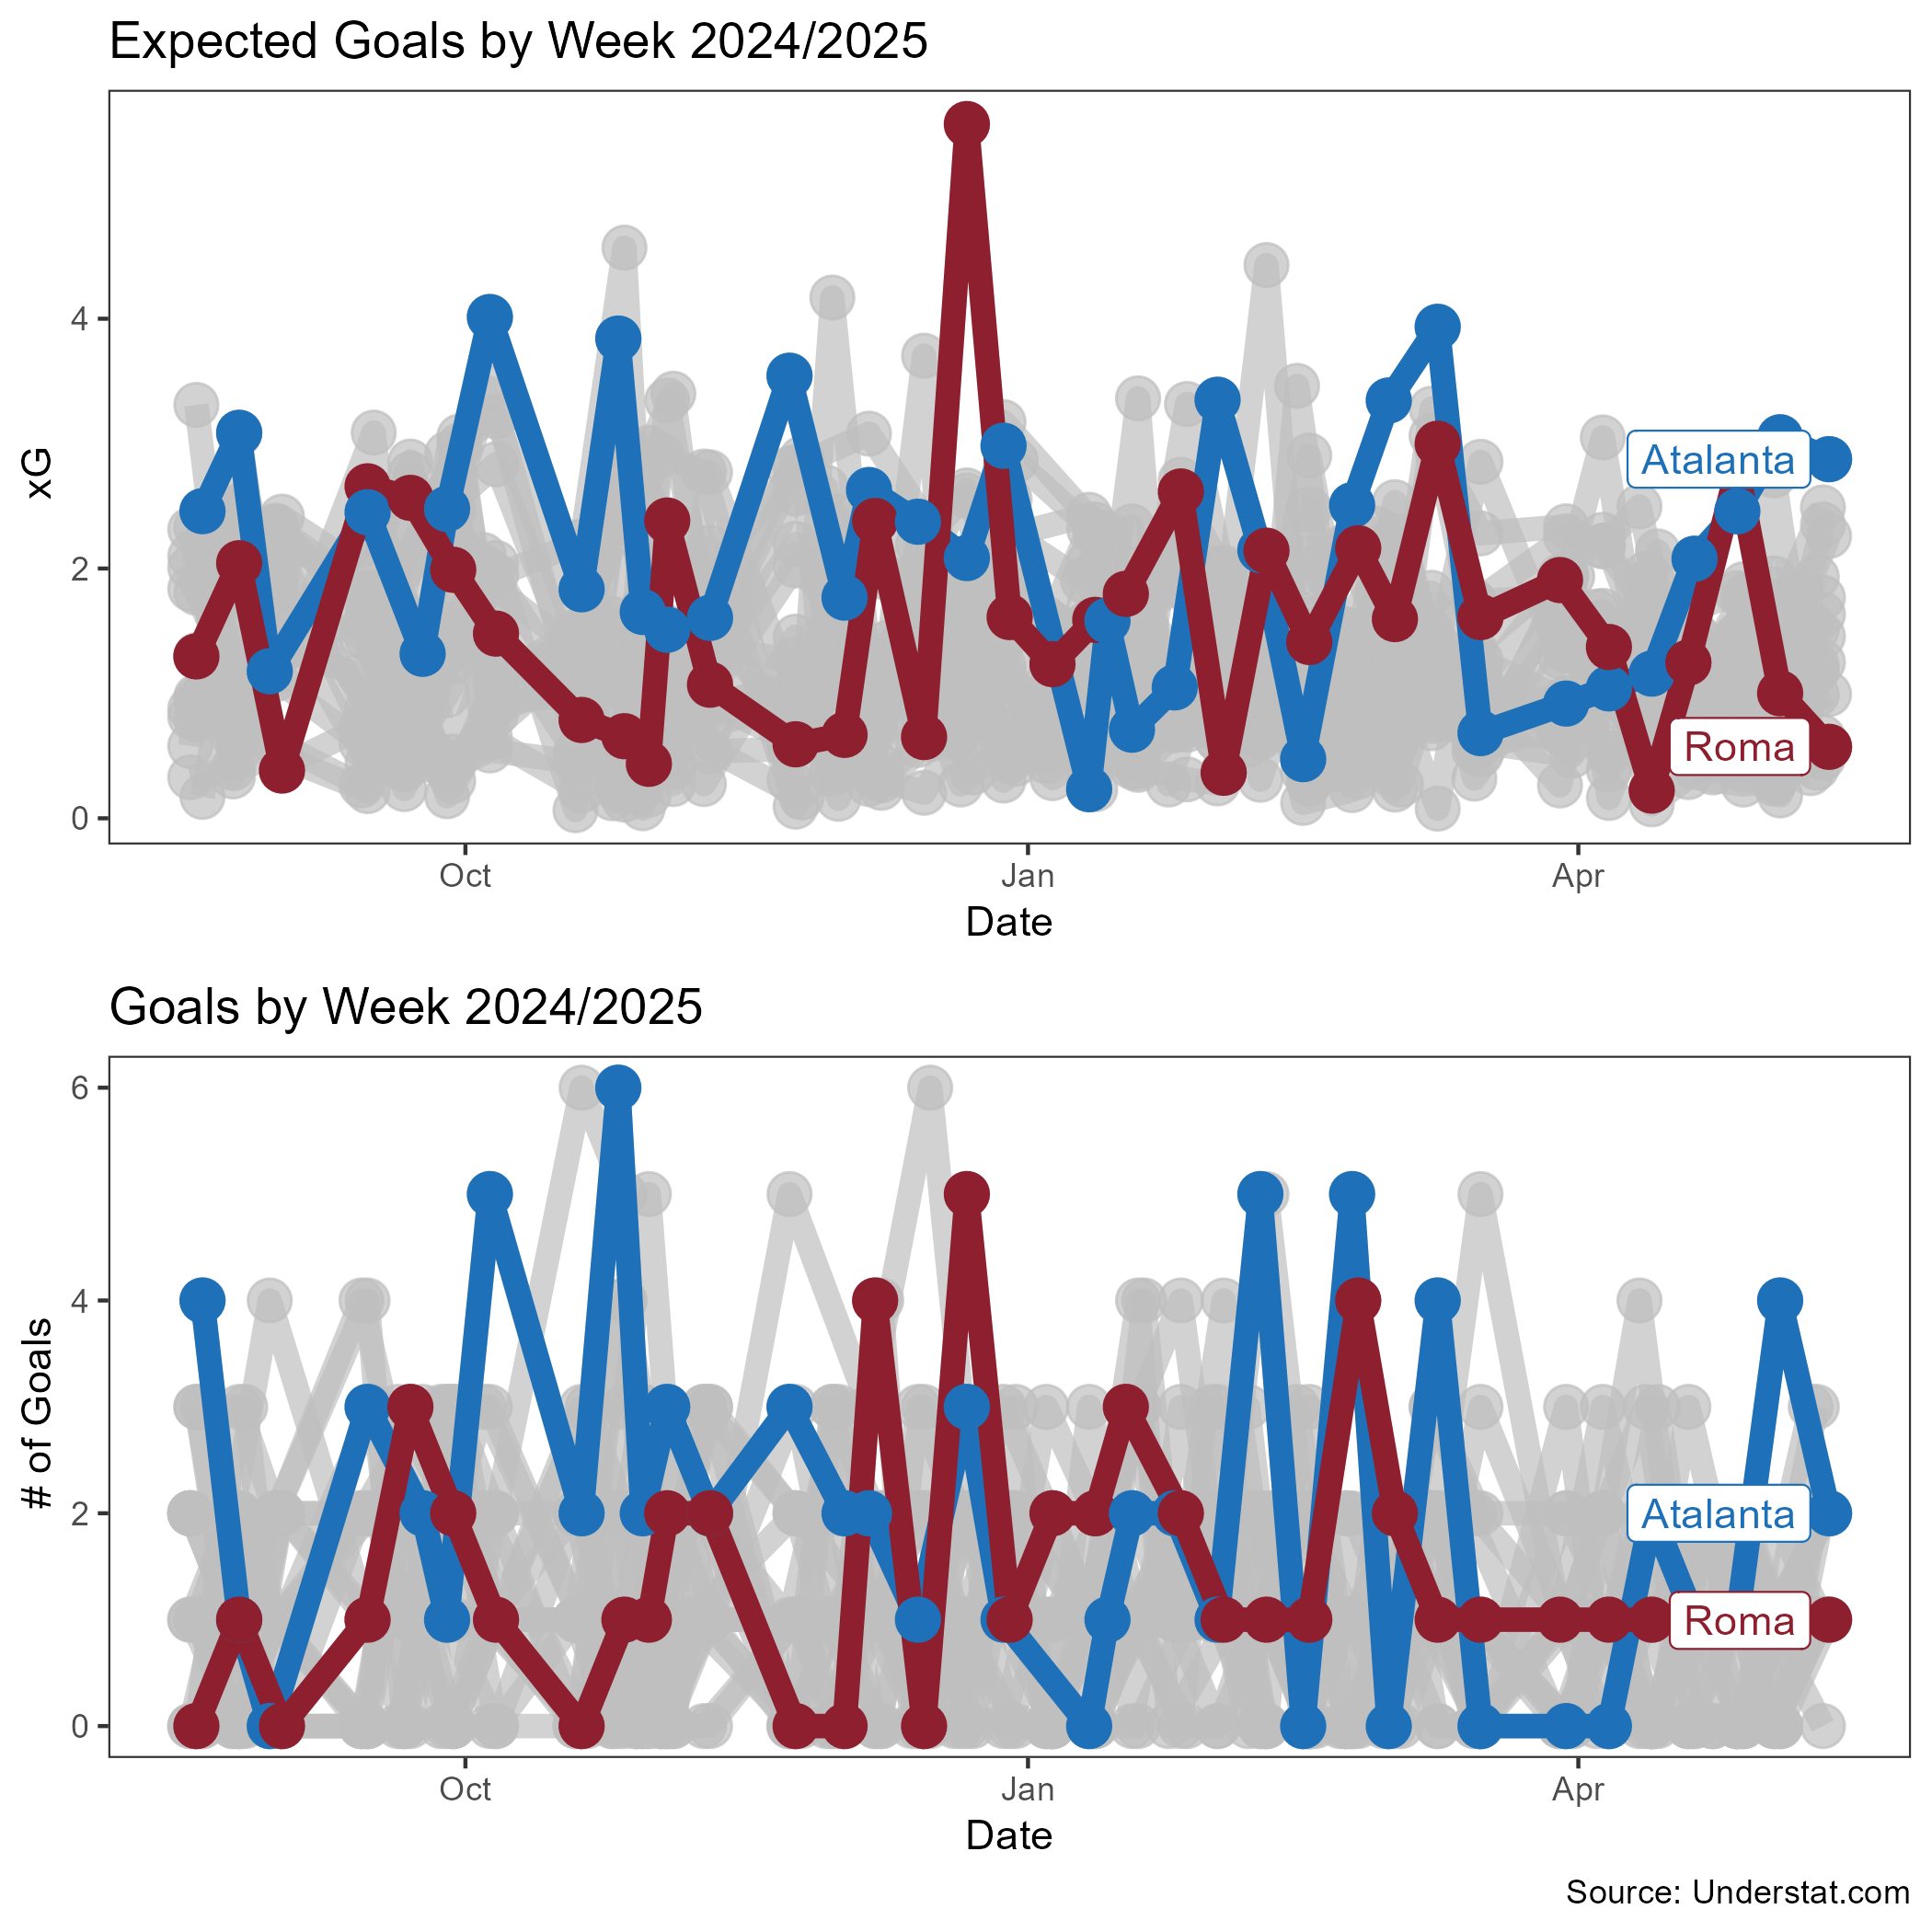 Expected Goals by Week 2024/2025
xG
4
2
0
Atalanta
Roma
Oct Jan Apr
Date
Goals by Week 2024/2025
# of Goals
6
4
2
0
Atalanta
Roma
Oct Jan Apr
Date
Source: Understat.com